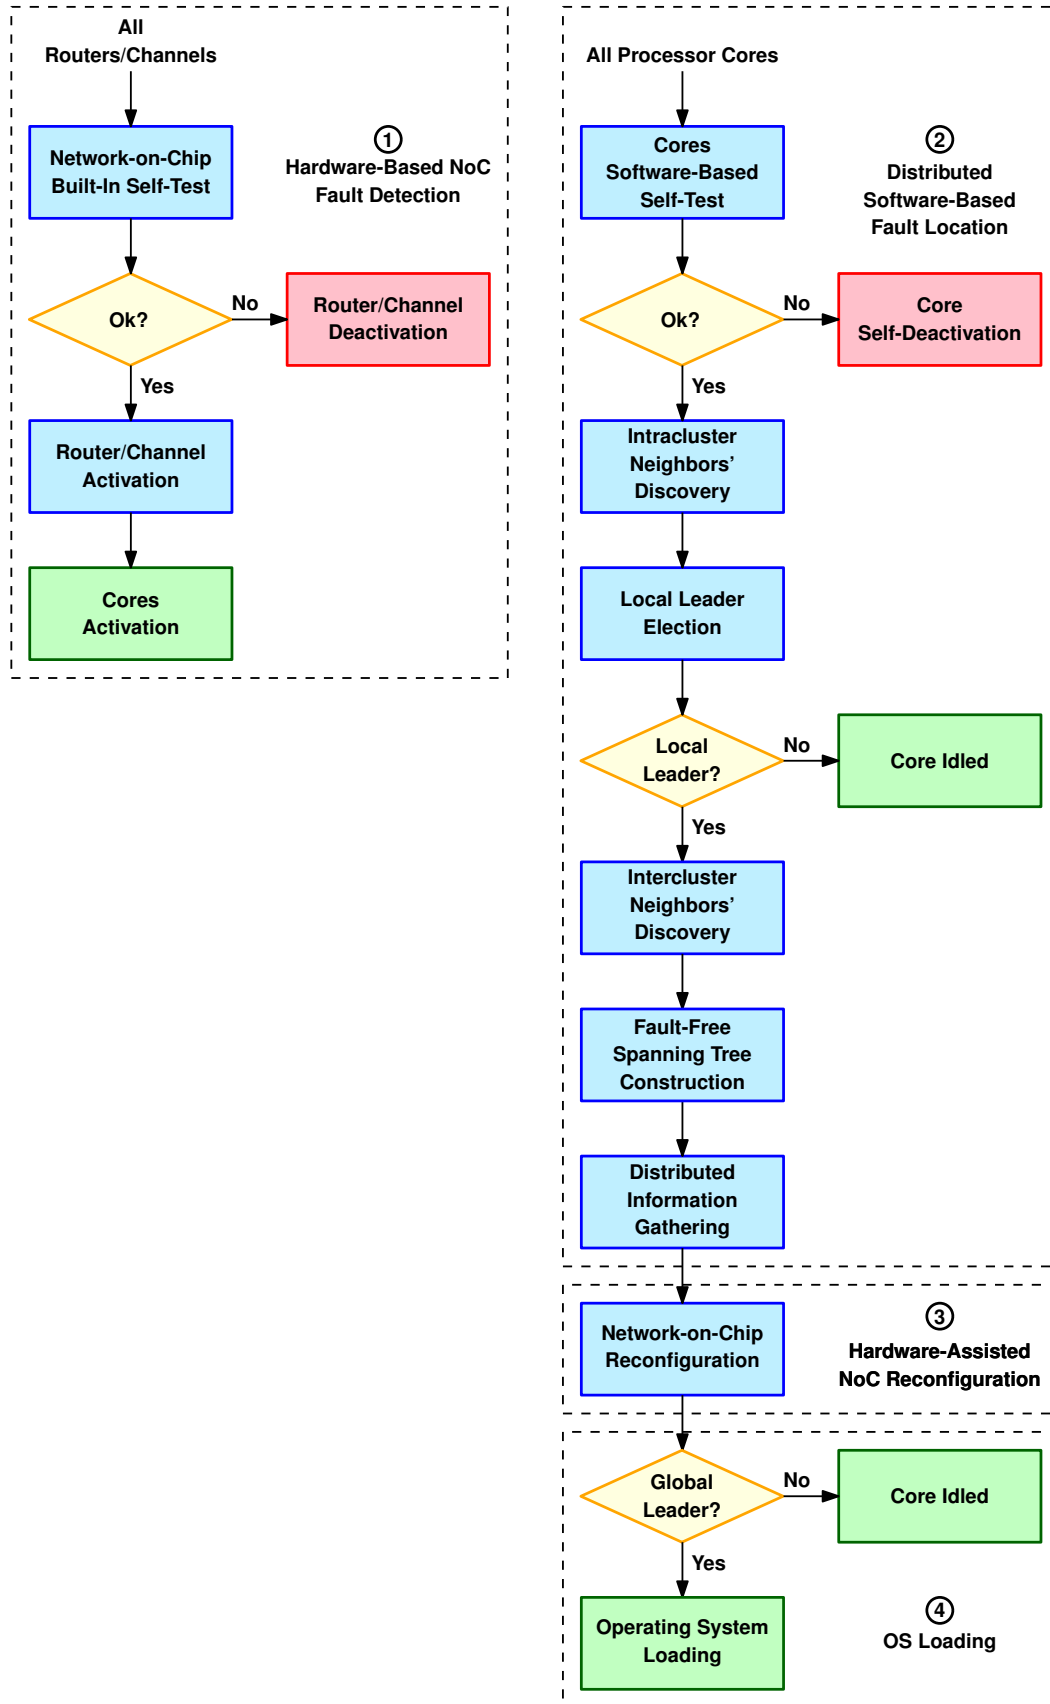 All
Routers/Channels
Network-on-Chip
Built-In Self-Test
1
Hardware-Based NoC
Fault Detection
Ok?
No
Router/Channel
Deactivation
Yes
Router/Channel
Activation
Cores
Activation
All Processor Cores
Cores
Software-Based
Self-Test
2
Distributed
Software-Based
Fault Location
Ok?
No
Core
Self-Deactivation
Yes
Intracluster
Neighbors'
Discovery
Local Leader
Election
Local
Leader?
No
Core Idled
Yes
Intercluster
Neighbors'
Discovery
Fault-Free
Spanning Tree
Construction
Distributed
Information
Gathering
Network-on-Chip
Reconfiguration
3
Hardware-Assisted
NoC Reconfiguration
Global
Leader?
No
Core Idled
Yes
Operating System
Loading
4
OS Loading